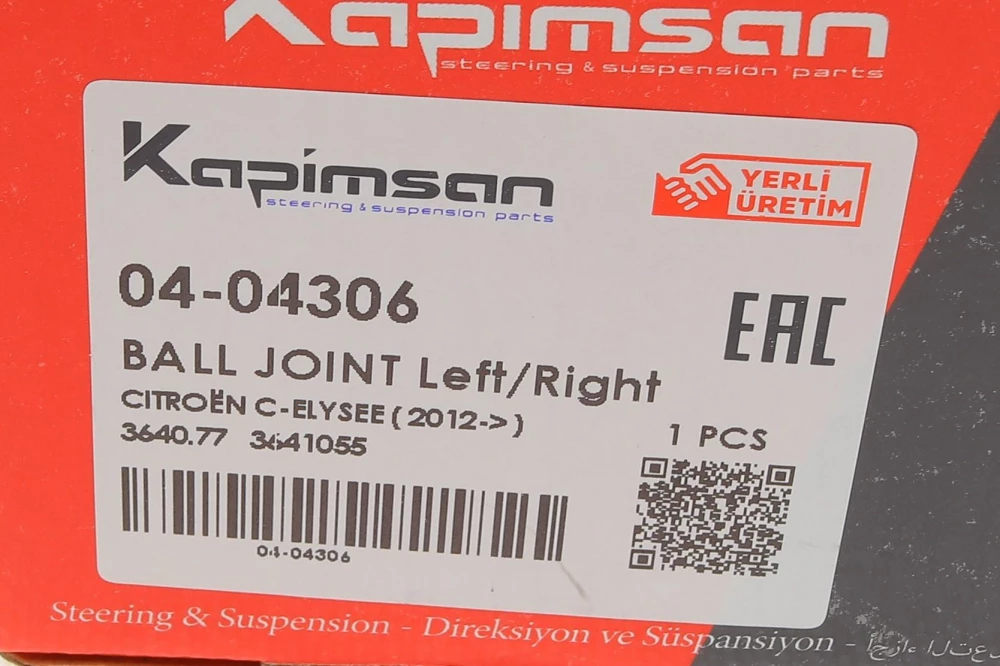 Kapimsan
steering & suspension parts
Kapimsan
steering & suspension parts
YERLİ
ÜRETİM
04-04306
EAC
BALL JOINT Left/Right
CITROËN C-ELYSEE ( 2012-> )
3640.77 3641055
1 PCS
04-04306
Steering & Suspension - Direksiyon ve Süspansiyon - أجزاء